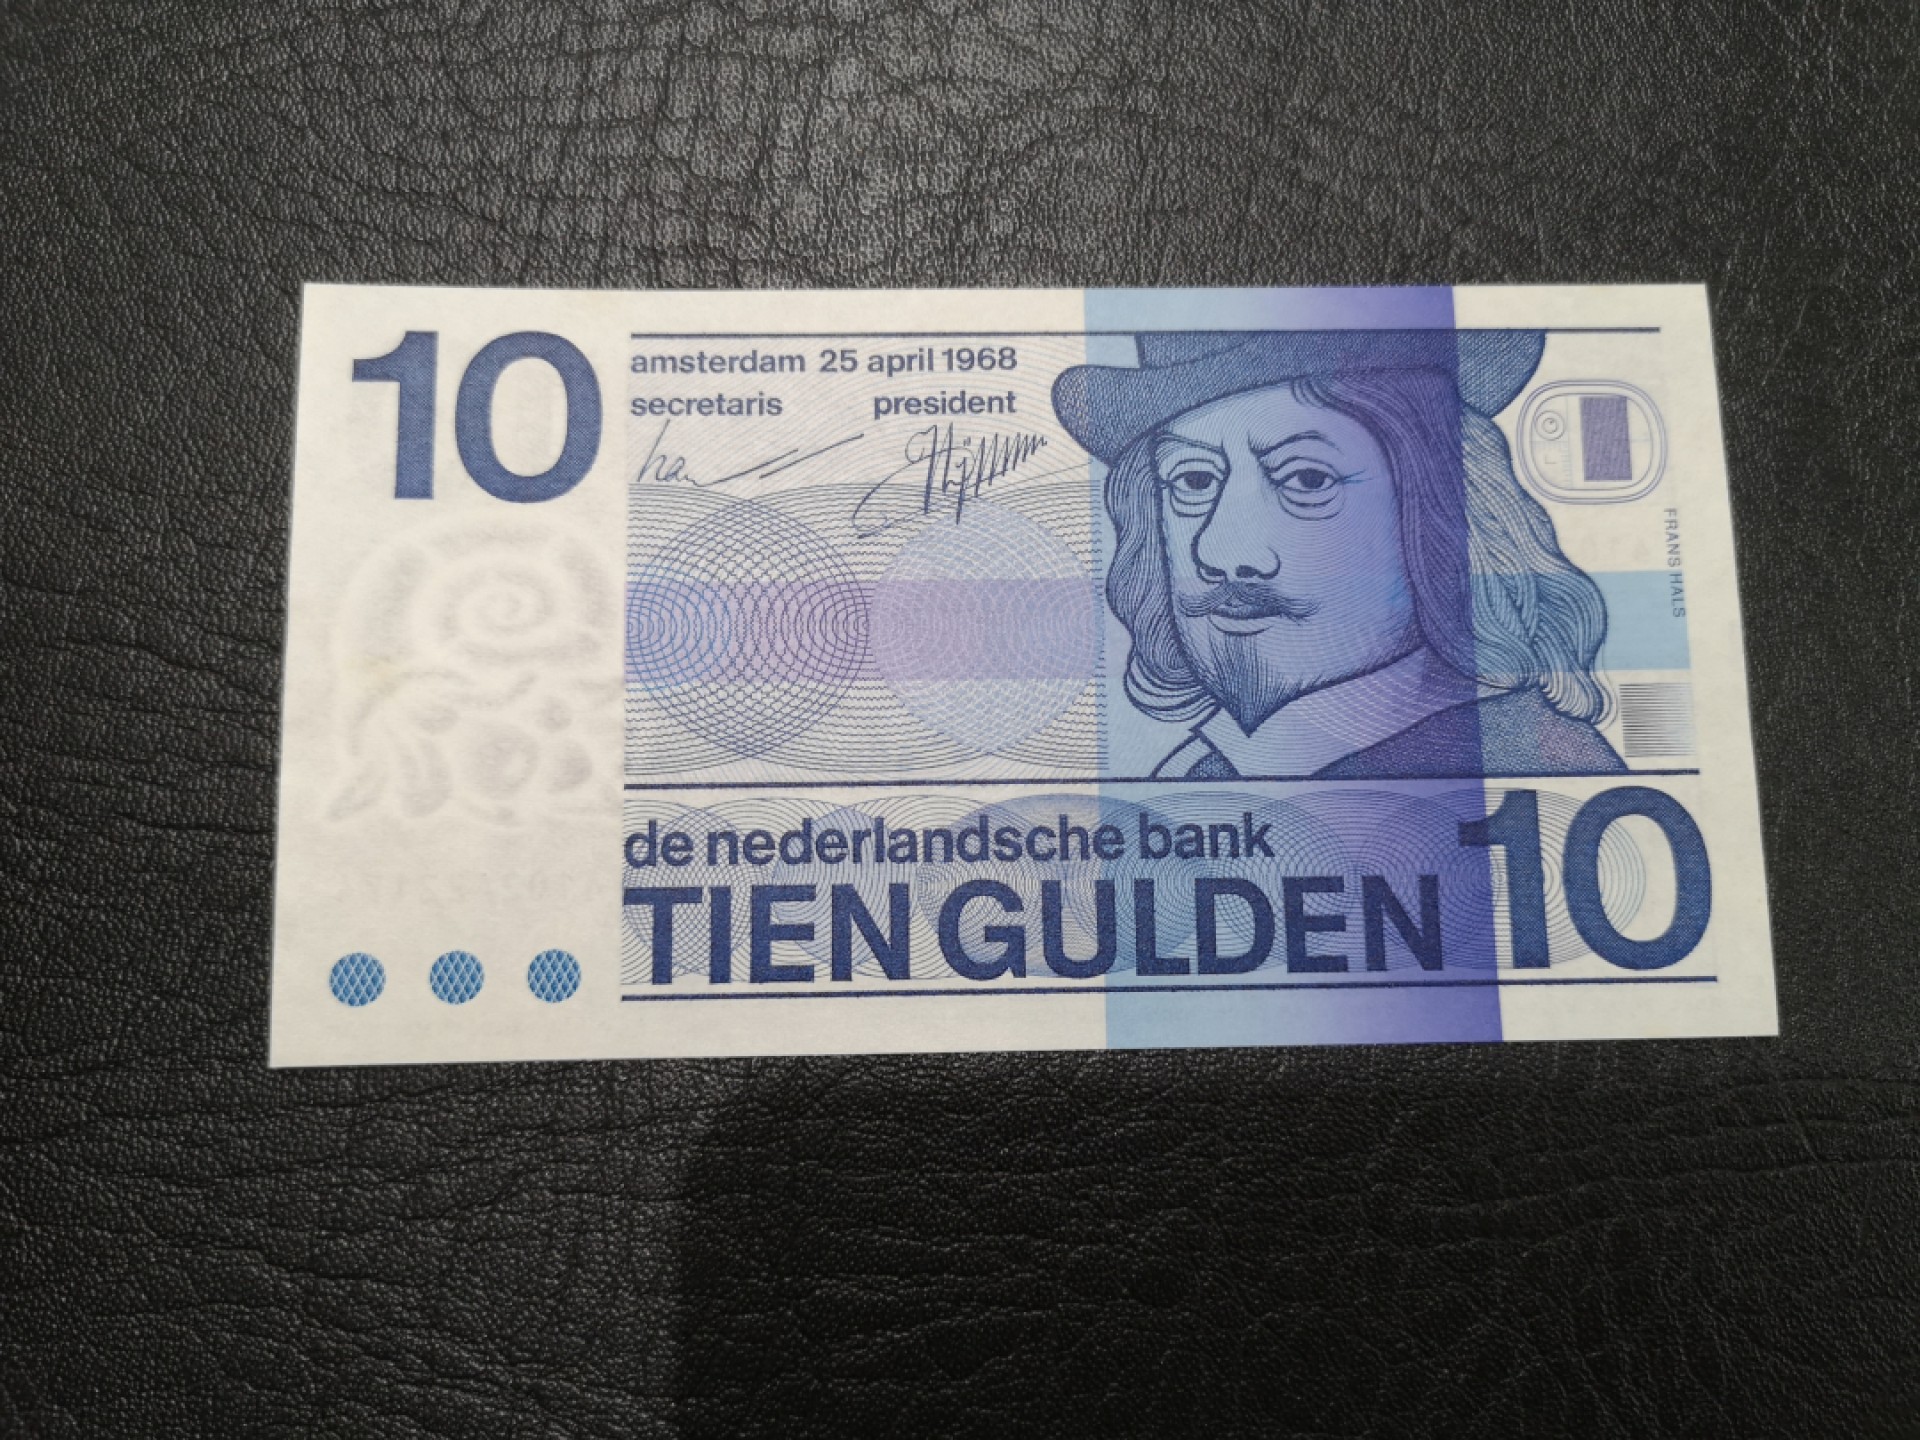 10
amsterdam 25 april 1968
secretaris president
FRANS HALS
de nederlandsche bank
TIEN GULDEN 10